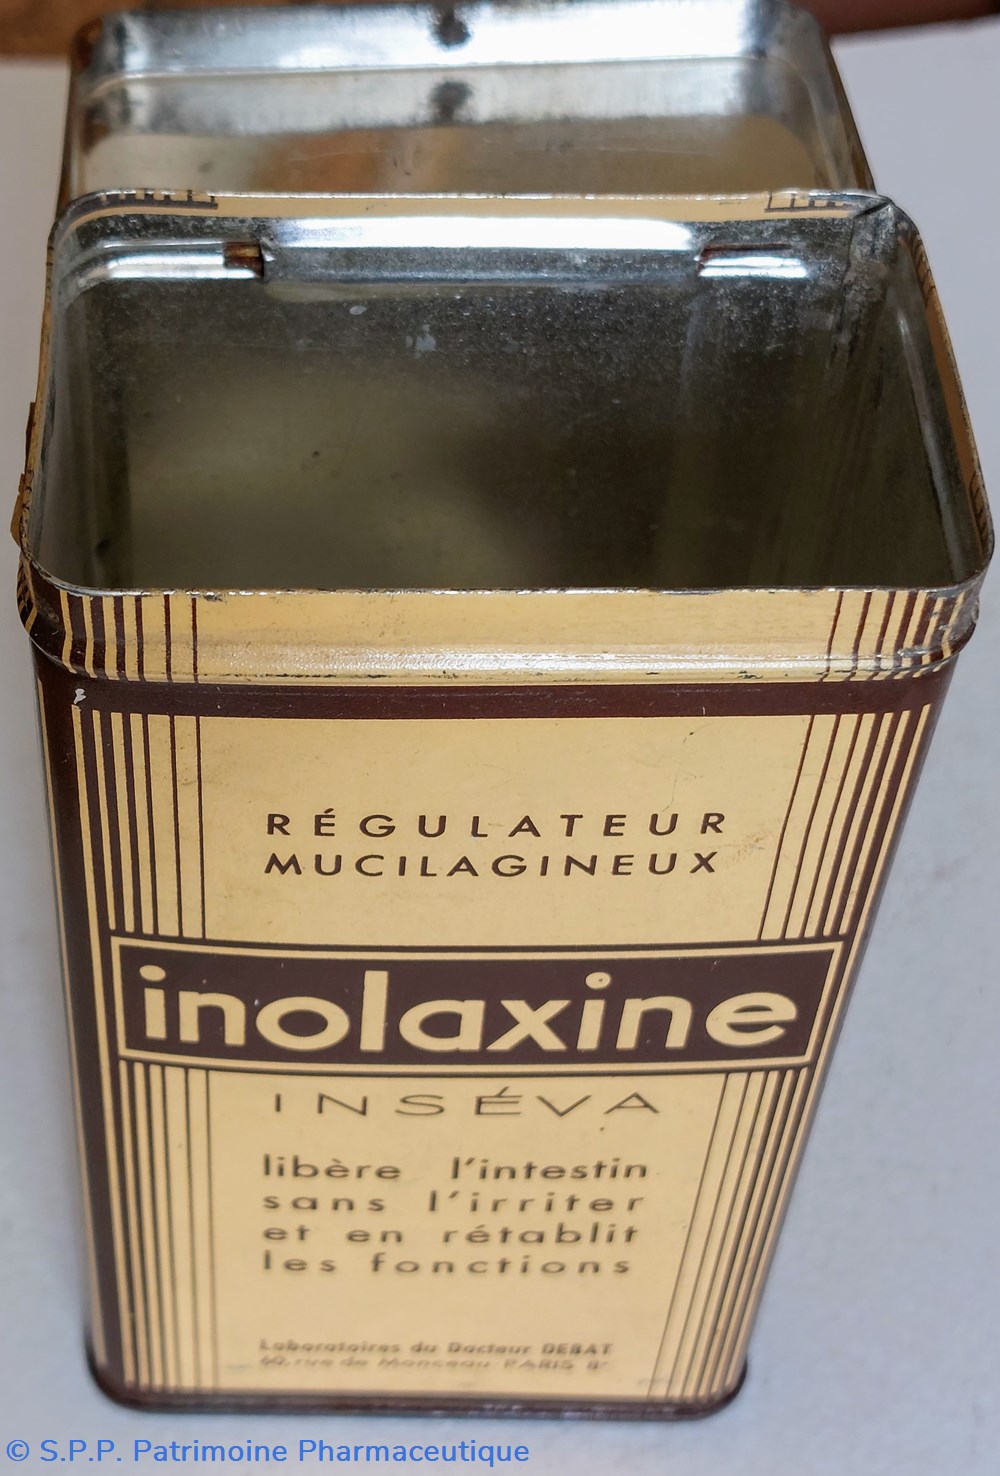 RÉGULATEUR
MUCILAGINEUX
inolaxine
INSÉVA
libère l'intestin
sans l'irriter
et en rétablit
les fonctions
Laboratoires du Docteur DEBAT
60, rue de Monceau PARIS 8e
© S.P.P. Patrimoine Pharmaceutique